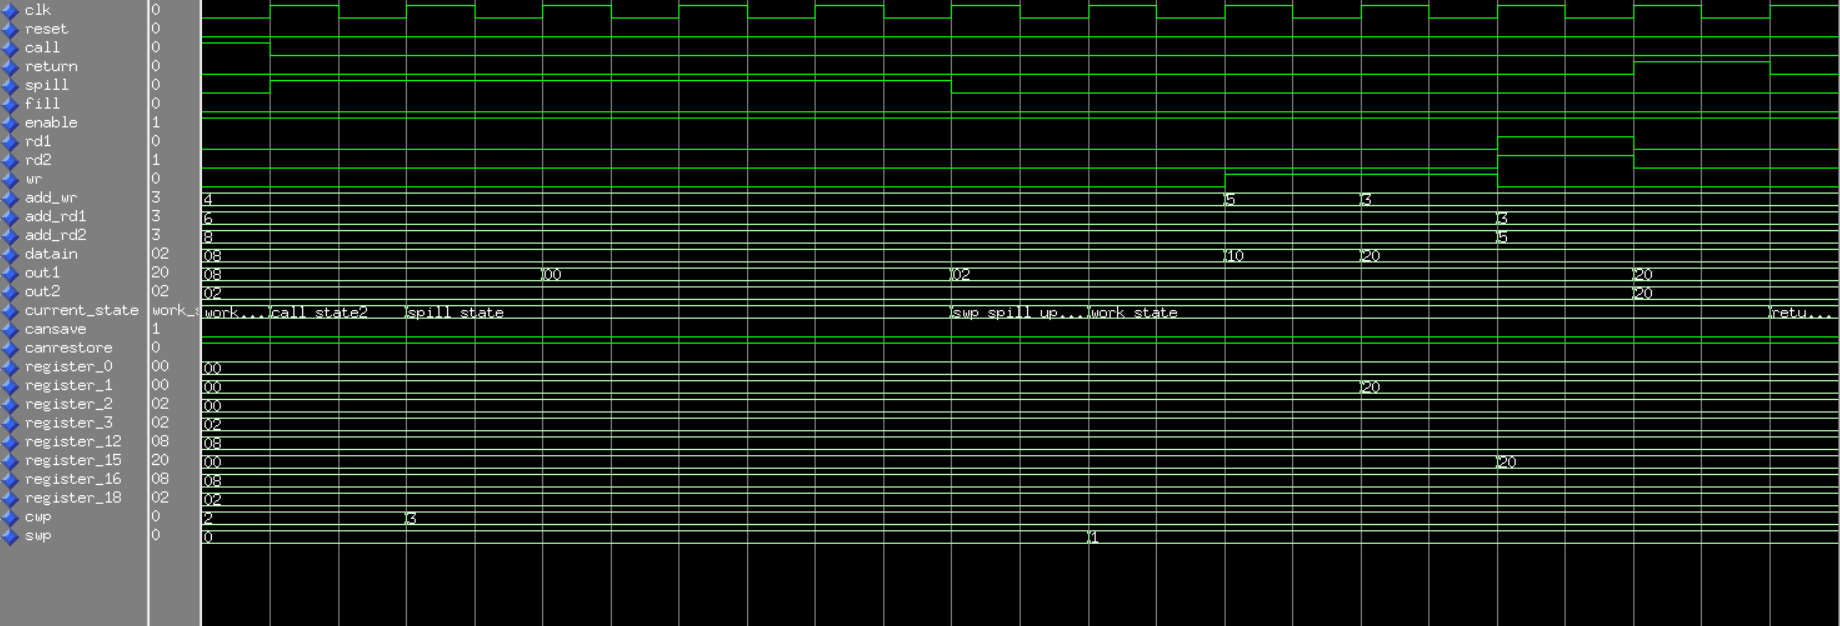 clk 0
reset 0
call 0
return 0
spill 0
fill 0
enable 1
rd1 0
rd2 1
wr 0
add_wr 3 4 5 3
add_rd1 3 6 3
add_rd2 3 8 5
datain 02 08 10 20
out1 20 08 00 02 20
out2 02 02 20
current_state work_s work... call state2 spill state swp spill up... work state retu...
cansave 1
canrestore 0
register_0 00 00
register_1 00 00 20
register_2 02 00
register_3 02 02
register_12 08 08
register_15 20 00 20
register_16 08 08
register_18 02 02
cwp 0 2 3
swp 0 0 1